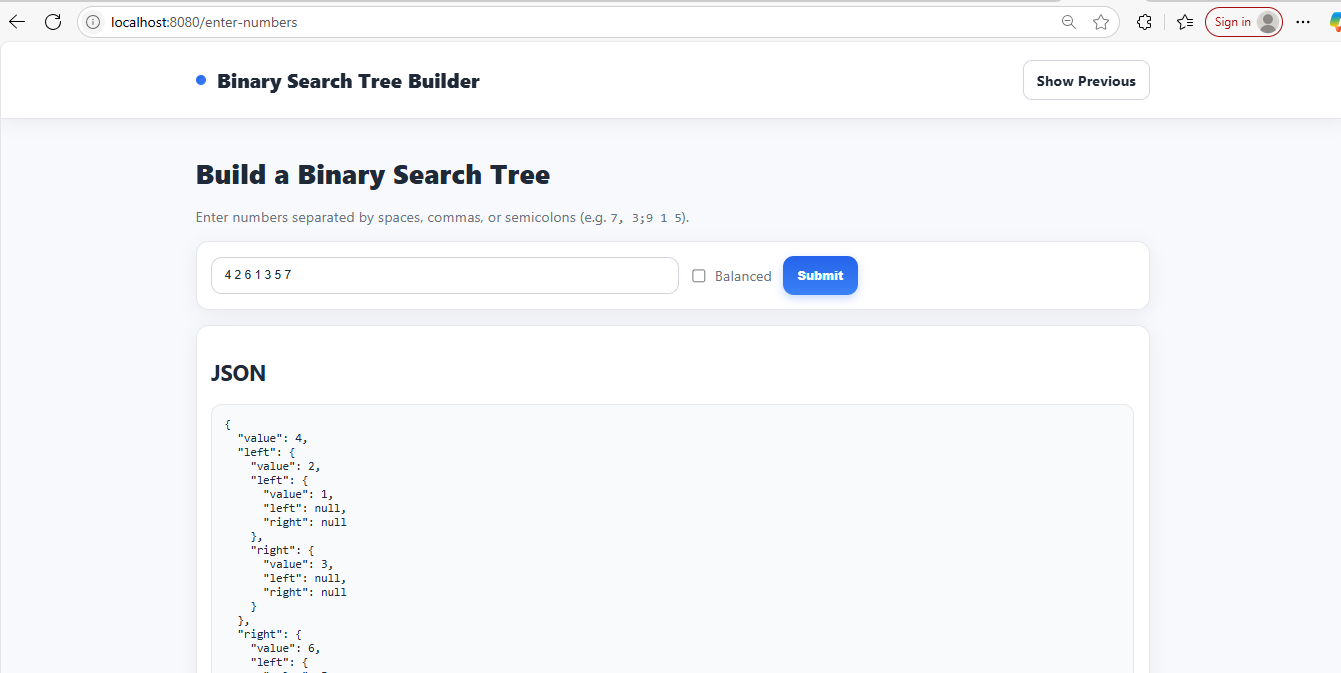 localhost:8080/enter-numbers
Sign in
Binary Search Tree Builder
Show Previous
Build a Binary Search Tree
Enter numbers separated by spaces, commas, or semicolons (e.g. 7, 3;9 1 5).
4 2 6 1 3 5 7
Balanced
Submit
JSON
{
  "value": 4,
  "left": {
    "value": 2,
    "left": {
      "value": 1,
      "left": null,
      "right": null
    },
    "right": {
      "value": 3,
      "left": null,
      "right": null
    }
  },
  "right": {
    "value": 6,
    "left": {